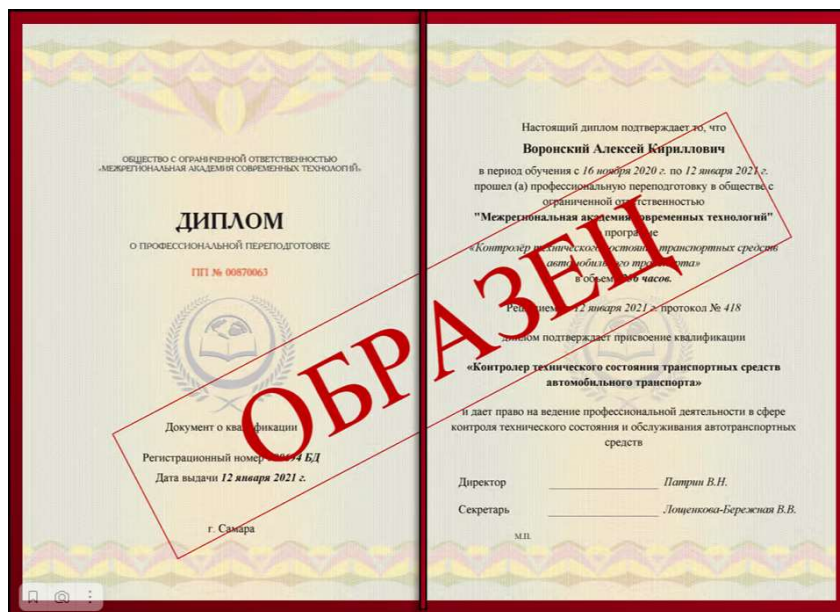 ОБЩЕСТВО С ОГРАНИЧЕННОЙ ОТВЕТСТВЕННОСТЬЮ
«МЕЖРЕГИОНАЛЬНАЯ АКАДЕМИЯ СОВРЕМЕННЫХ ТЕХНОЛОГИЙ»
ДИПЛОМ
О ПРОФЕССИОНАЛЬНОЙ ПЕРЕПОДГОТОВКЕ
ПП № 00870063
Документ о квалификации
Регистрационный номер БД
Дата выдачи 12 января 2021 г.
г. Самара
Настоящий диплом подтверждает то, что
Воронский Алексей Кириллович
в период обучения с 16 ноября 2020 г. по 12 января 2021 г.
прошел (а) профессиональную переподготовку в обществе с
ограниченной ответственностью
"Межрегиональная академия современных технологий"
программе
«Контролёр технического состояния транспортных средств
автомобильного транспорта»
в объеме часов.
Решением 12 января 2021 г. протокол № 418
диплом подтверждает присвоение квалификации
«Контролер технического состояния транспортных средств
автомобильного транспорта»
и дает право на ведение профессиональной деятельности в сфере
контроля технического состояния и обслуживания автотранспортных
средств
Директор Патрин В.Н.
Секретарь Лощенкова-Бережная В.В.
М.П.
ОБРАЗЕЦ